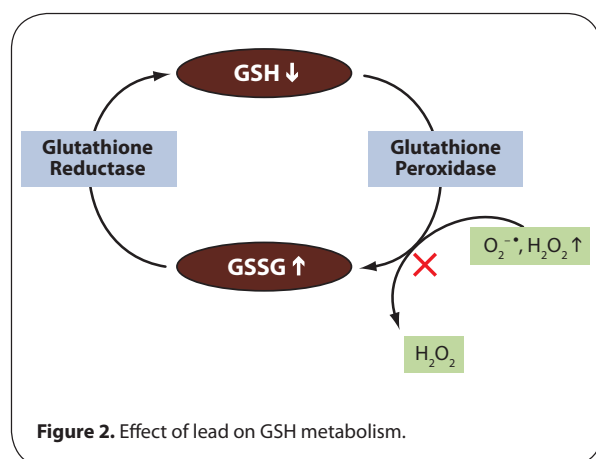 GSH ↓
Glutathione
Reductase
Glutathione
Peroxidase
O₂⁻•, H₂O₂ ↑
GSSG ↑
H₂O₂
Figure 2. Effect of lead on GSH metabolism.